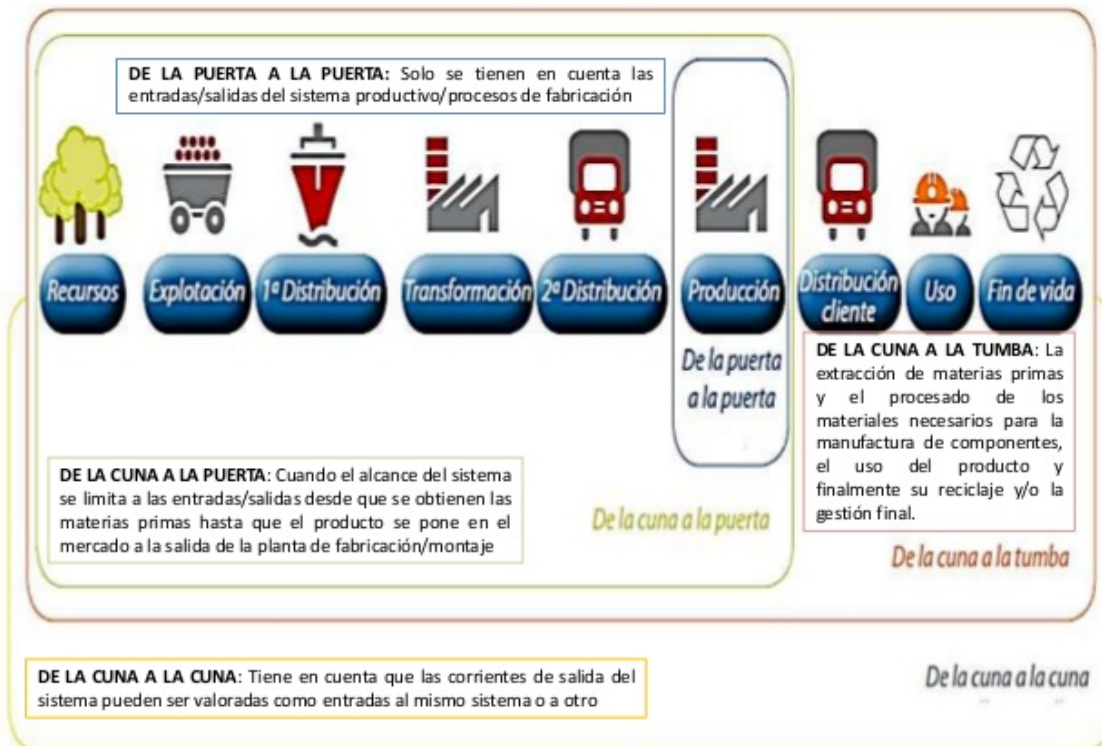 DE LA PUERTA A LA PUERTA: Solo se tienen en cuenta las
entradas/salidas del sistema productivo/procesos de fabricación
Recursos
Explotación
1ª Distribución
Transformación
2ª Distribución
Producción
Distribución
cliente
Uso
Fin de vida
De la puerta
a la puerta
DE LA CUNA A LA TUMBA: La
extracción de materias primas
y el procesado de los
materiales necesarios para la
manufactura de componentes,
el uso del producto y
finalmente su reciclaje y/o la
gestión final.
DE LA CUNA A LA PUERTA: Cuando el alcance del sistema
se limita a las entradas/salidas desde que se obtienen las
materias primas hasta que el producto se pone en el
mercado a la salida de la planta de fabricación/montaje
De la cuna a la puerta
De la cuna a la tumba
DE LA CUNA A LA CUNA: Tiene en cuenta que las corrientes de salida del
sistema pueden ser valoradas como entradas al mismo sistema o a otro
De la cuna a la cuna